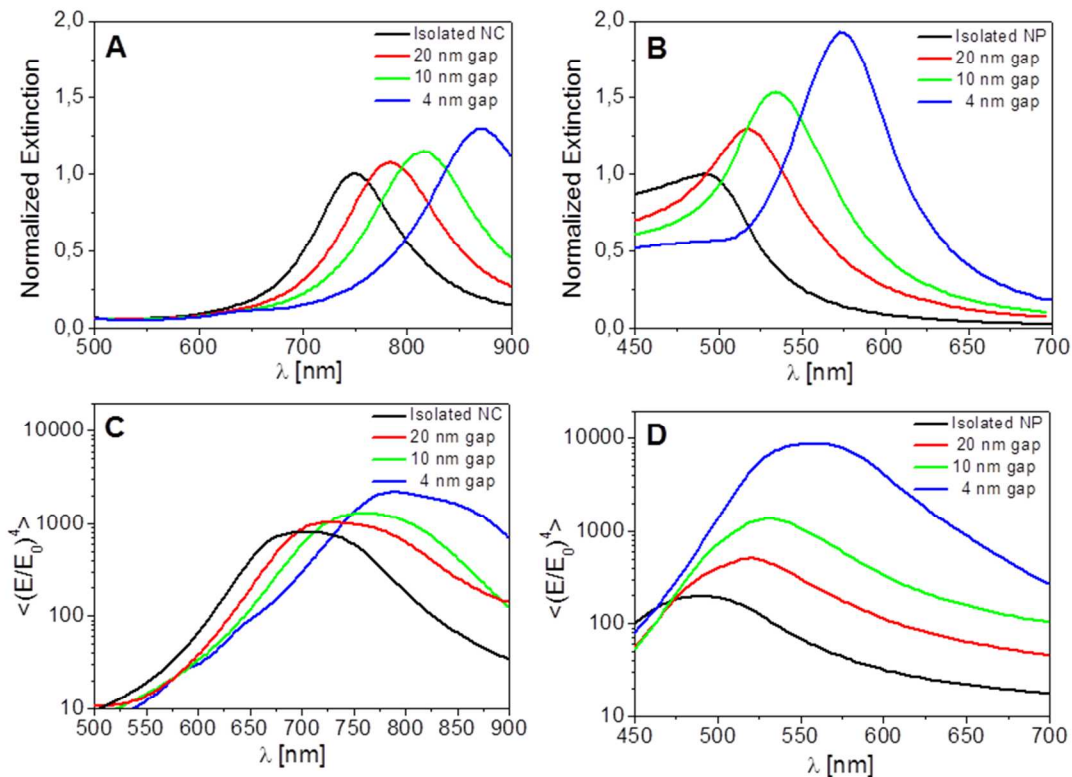 A
Isolated NC
20 nm gap
10 nm gap
4 nm gap
Normalized Extinction
2,0
1,5
1,0
0,5
0,0
500 550 600 650 700 750 800 850 900
λ [nm]
B
Isolated NP
20 nm gap
10 nm gap
4 nm gap
Normalized Extinction
2,0
1,5
1,0
0,5
0,0
450 500 550 600 650 700
λ [nm]
C
Isolated NC
20 nm gap
10 nm gap
4 nm gap
<(E/E₀)⁴>
10000
1000
100
10
500 550 600 650 700 750 800 850 900
λ [nm]
D
Isolated NP
20 nm gap
10 nm gap
4 nm gap
<(E/E₀)⁴>
10000
1000
100
10
450 500 550 600 650 700
λ [nm]